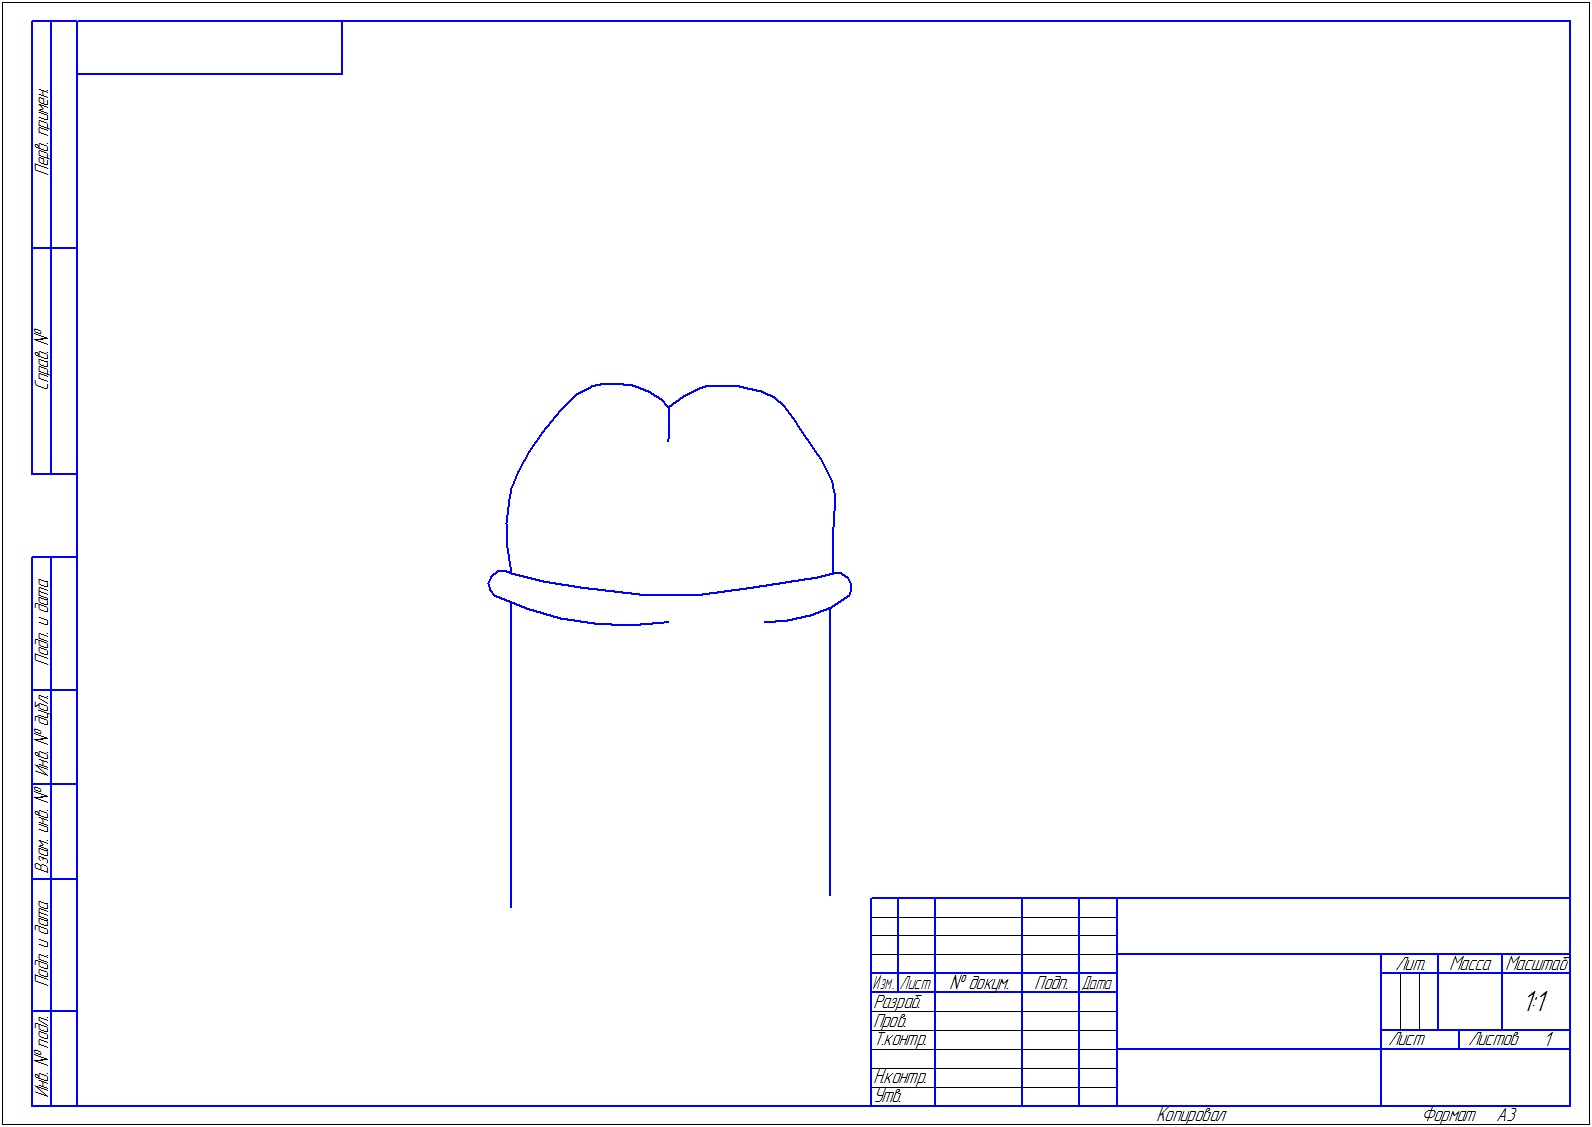 Перв. примен.
Справ. №
Подп. и дата
Инв. № дубл.
Взам. инв. №
Подп. и дата
Инв. № подл.
Изм. Лист № докум. Подп. Дата
Разраб.
Пров.
Т.контр.
Н.контр.
Утв.
Лит. Масса Масштаб
1:1
Лист Листов 1
Копировал Формат А3